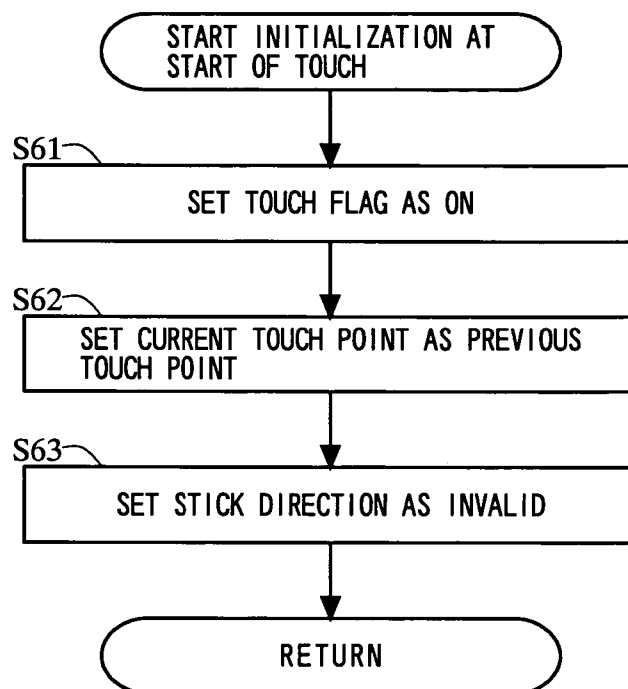 START INITIALIZATION AT
START OF TOUCH
S61
SET TOUCH FLAG AS ON
S62
SET CURRENT TOUCH POINT AS PREVIOUS
TOUCH POINT
S63
SET STICK DIRECTION AS INVALID
RETURN